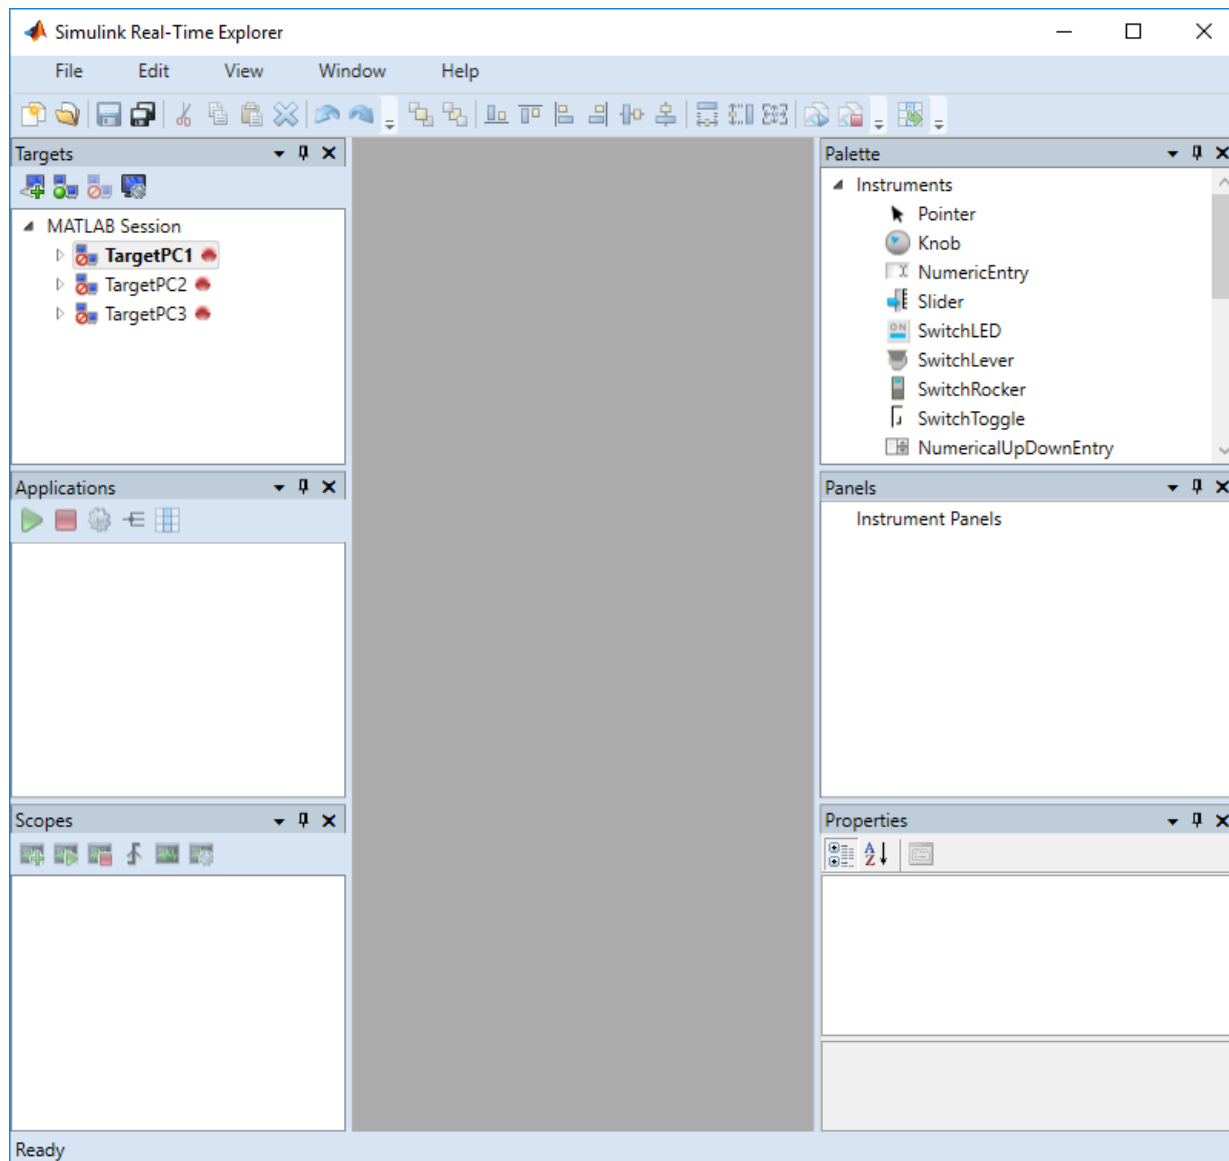 Simulink Real-Time Explorer
File Edit View Window Help
Targets
MATLAB Session
TargetPC1
TargetPC2
TargetPC3
Applications
Scopes
Palette
Instruments
Pointer
Knob
NumericEntry
Slider
ON
SwitchLED
SwitchLever
SwitchRocker
SwitchToggle
NumericalUpDownEntry
Panels
Instrument Panels
Properties
A
Z
Ready